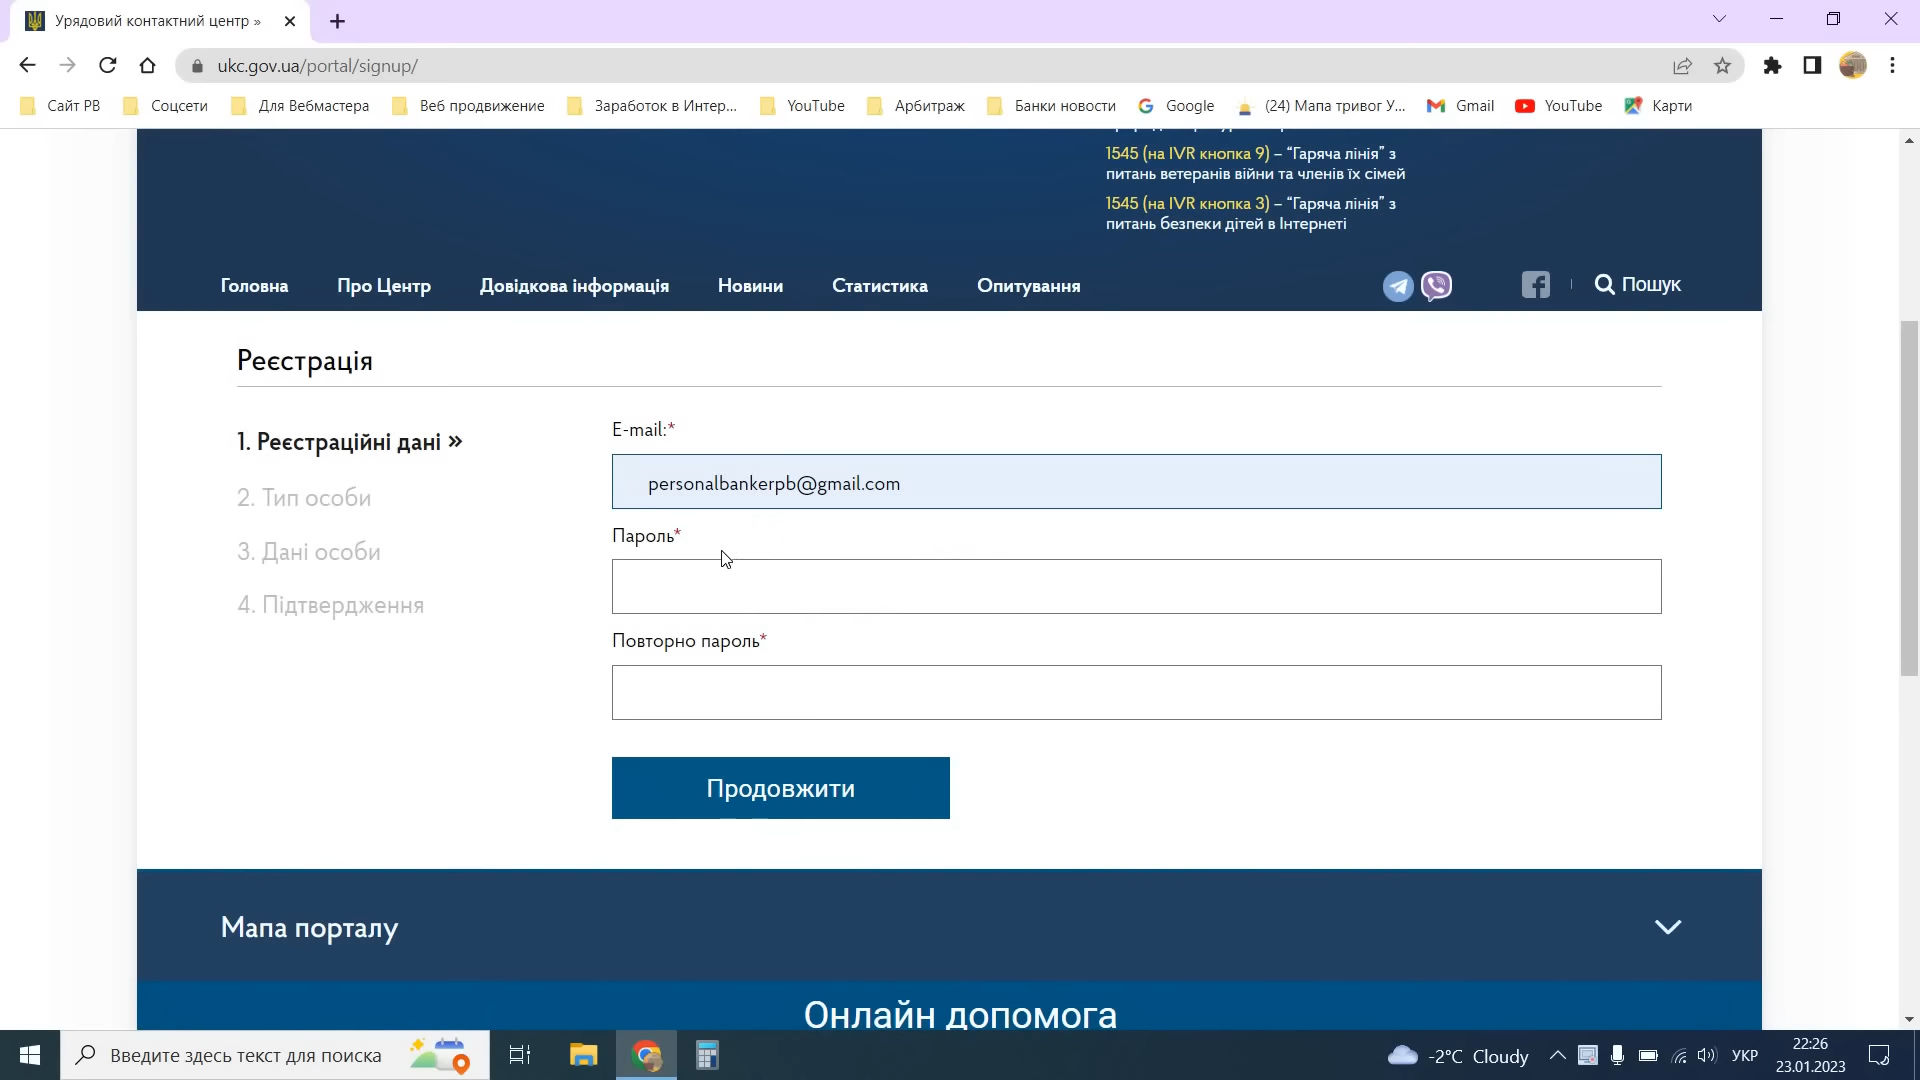 Урядовий контактний центр »
ukc.gov.ua/portal/signup/
Сайт РВ
Соцсети
Для Вебмастера
Веб продвижение
Заработок в Интер...
YouTube
Арбитраж
Банки новости
Google
(24) Мапа тривог У...
Gmail
YouTube
Карти
1545 (на IVR кнопка 9) – “Гаряча лінія” з
питань ветеранів війни та членів їх сімей
1545 (на IVR кнопка 3) – “Гаряча лінія” з
питань безпеки дітей в Інтернеті
Головна
Про Центр
Довідкова інформація
Новини
Статистика
Опитування
Пошук
Реєстрація
1. Реєстраційні дані »
2. Тип особи
3. Дані особи
4. Підтвердження
E-mail:*
personalbankerpb@gmail.com
Пароль*
Повторно пароль*
Продовжити
Мапа порталу
Онлайн допомога
Введите здесь текст для поиска
-2°C Cloudy
УКР
22:26
23.01.2023